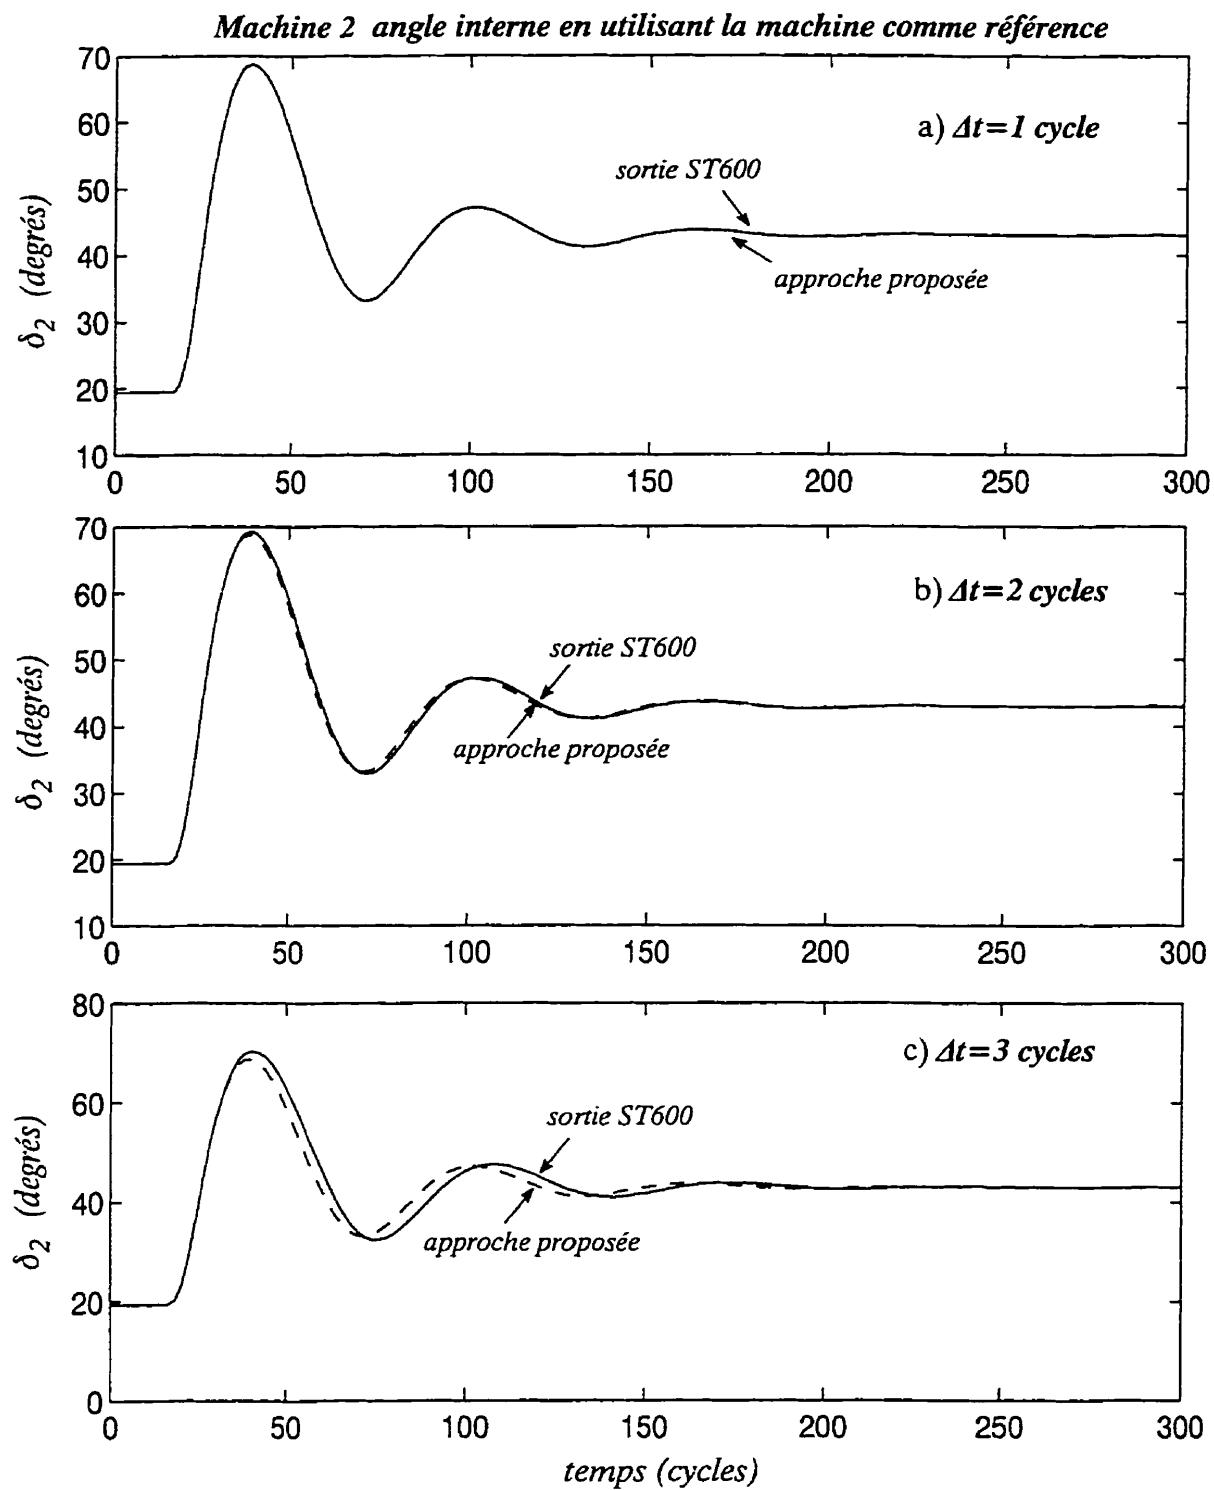 Machine 2 angle interne en utilisant la machine comme référence
70
60
50
40
30
20
10
δ2 (degrés)
a) Δt=1 cycle
sortie ST600
approche proposée
0 50 100 150 200 250 300
70
60
50
40
30
20
10
δ2 (degrés)
b) Δt=2 cycles
sortie ST600
approche proposée
0 50 100 150 200 250 300
80
60
40
20
0
δ2 (degrés)
c) Δt=3 cycles
sortie ST600
approche proposée
0 50 100 150 200 250 300
temps (cycles)